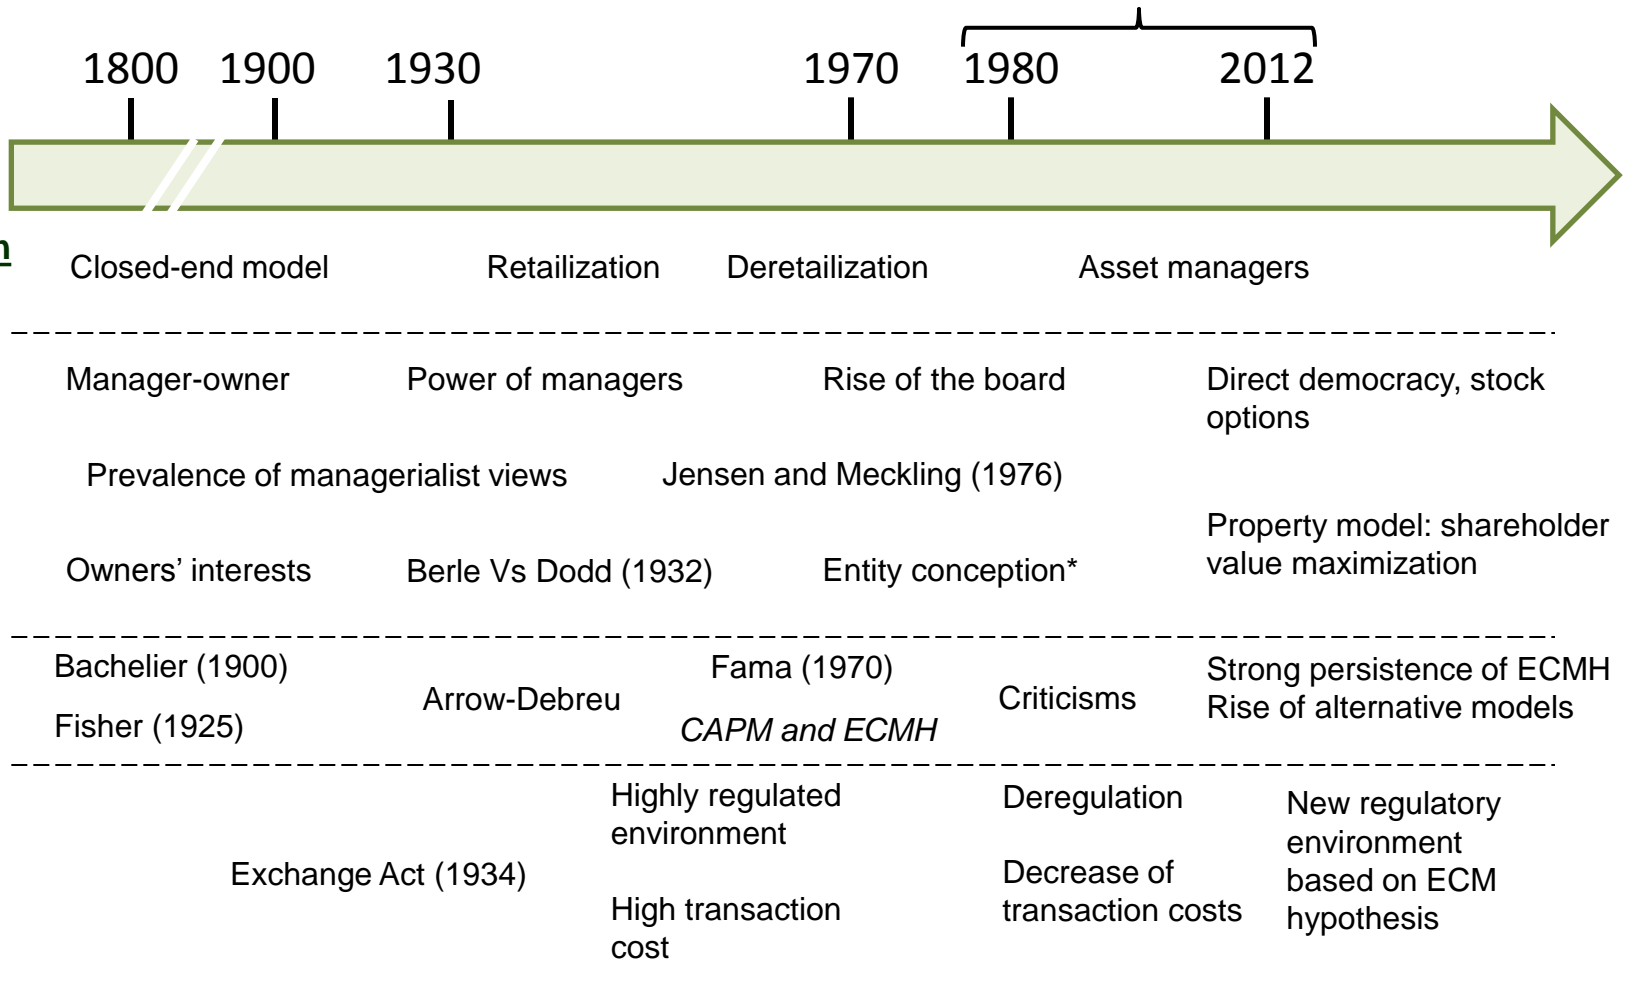 1800 1900 1930 1970 1980 2012
Closed-end model Retailization Deretailization Asset managers
Manager-owner Power of managers Rise of the board Direct democracy, stock
options
Prevalence of managerialist views Jensen and Meckling (1976)
Property model: shareholder
value maximization
Owners' interests Berle Vs Dodd (1932) Entity conception*
Bachelier (1900)
Fisher (1925)
Arrow-Debreu
Fama (1970)
CAPM and ECMH
Criticisms
Strong persistence of ECMH
Rise of alternative models
Exchange Act (1934)
Highly regulated
environment
High transaction
cost
Deregulation
Decrease of
transaction costs
New regulatory
environment
based on ECM
hypothesis